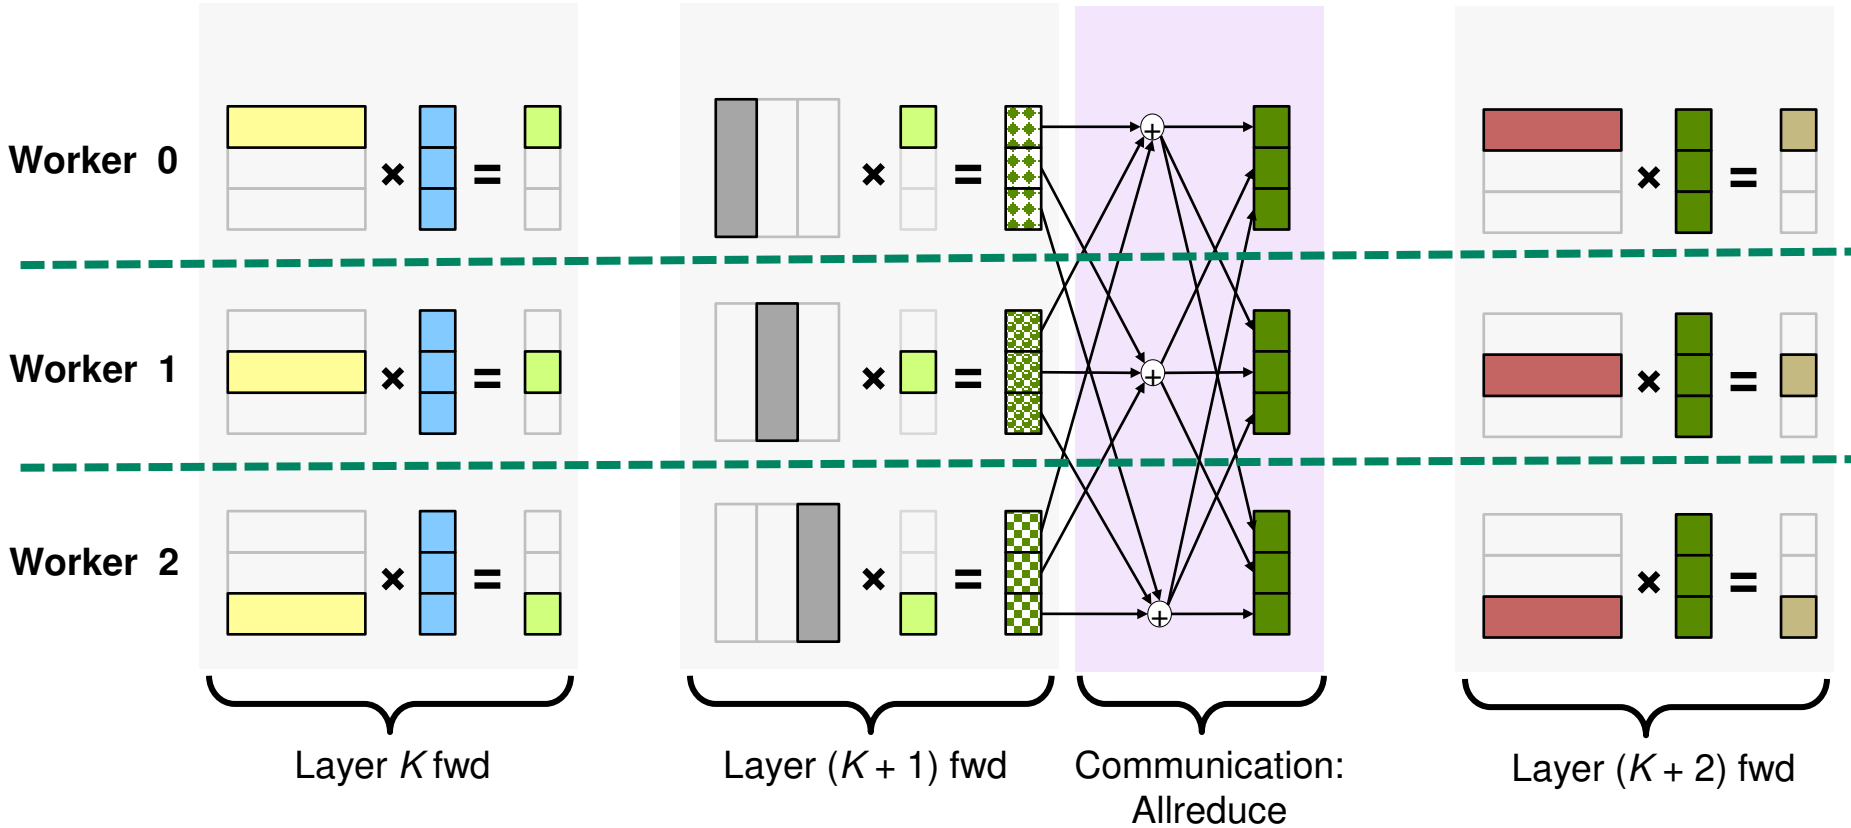 Worker 0
× =
× =
+
× =
Worker 1
× =
× =
+
× =
Worker 2
× =
× =
+
× =
Layer K fwd
Layer (K + 1) fwd
Communication:
Allreduce
Layer (K + 2) fwd